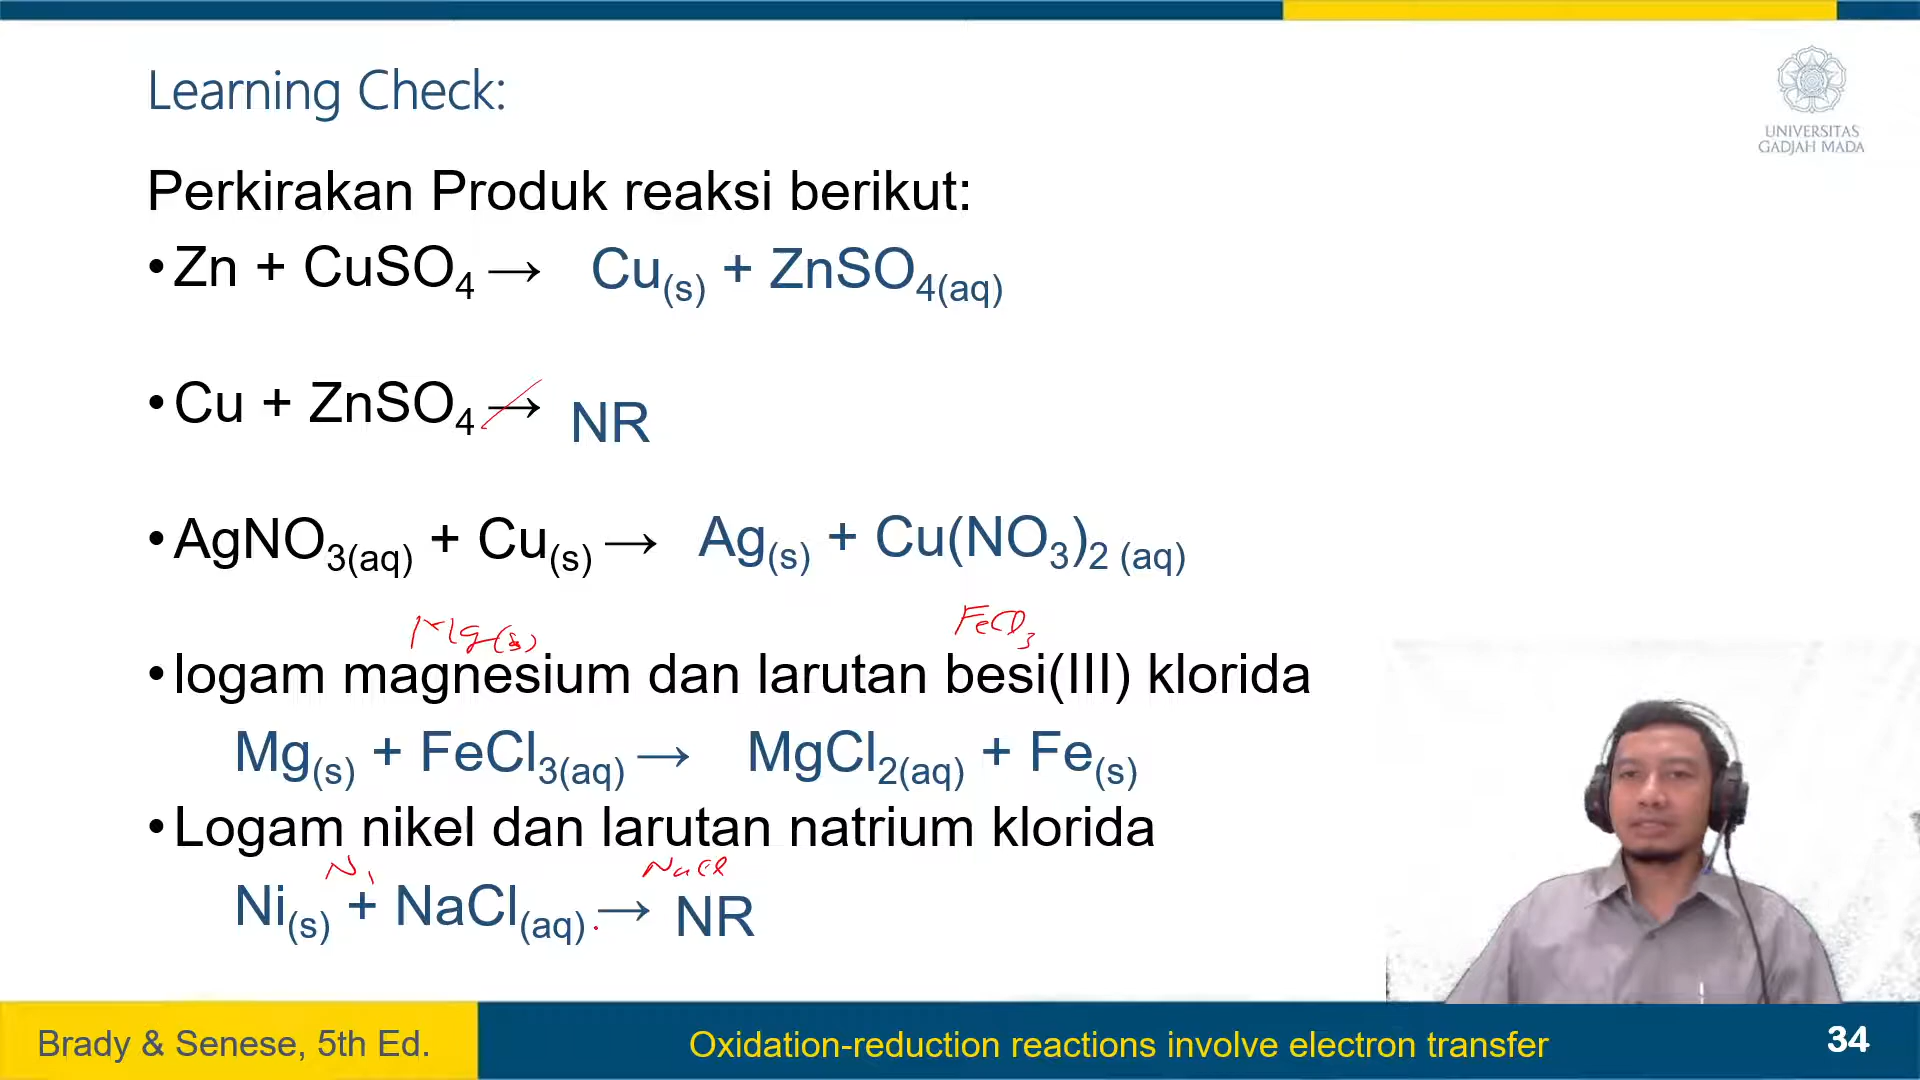 Learning Check:
UNIVERSITAS
GADJAH MADA
Perkirakan Produk reaksi berikut:
•Zn + CuSO₄ → Cu(s) + ZnSO₄(aq)
•Cu + ZnSO₄ → NR
•AgNO₃(aq) + Cu(s) → Ag(s) + Cu(NO₃)₂ (aq)
Mg(s) FeCl₃
•logam magnesium dan larutan besi(III) klorida
Mg(s) + FeCl₃(aq) → MgCl₂(aq) + Fe(s)
•Logam nikel dan larutan natrium klorida
Ni NaCl
Ni(s) + NaCl(aq) → NR
Brady & Senese, 5th Ed.
Oxidation-reduction reactions involve electron transfer
34